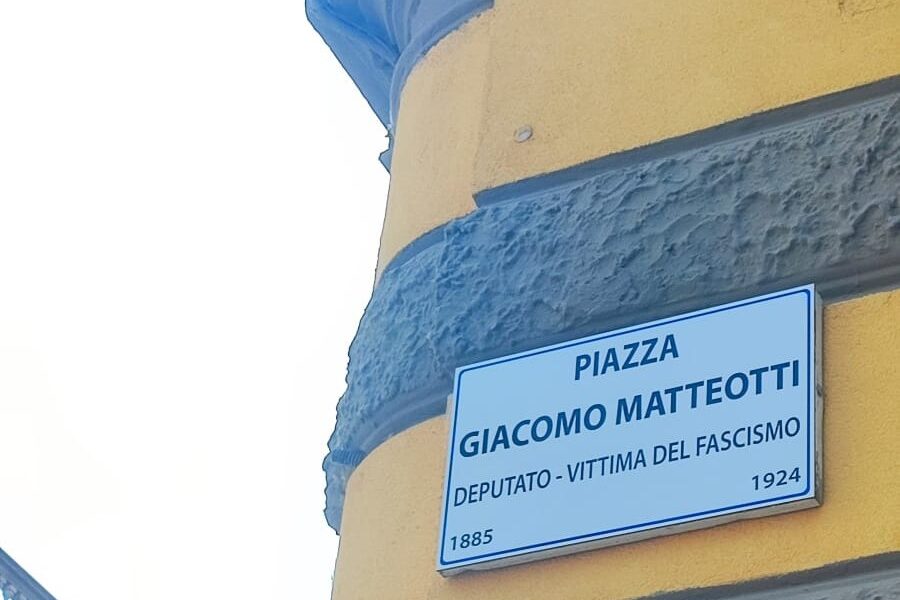 PIAZZA
GIACOMO MATTEOTTI
DEPUTATO - VITTIMA DEL FASCISMO
1885 1924